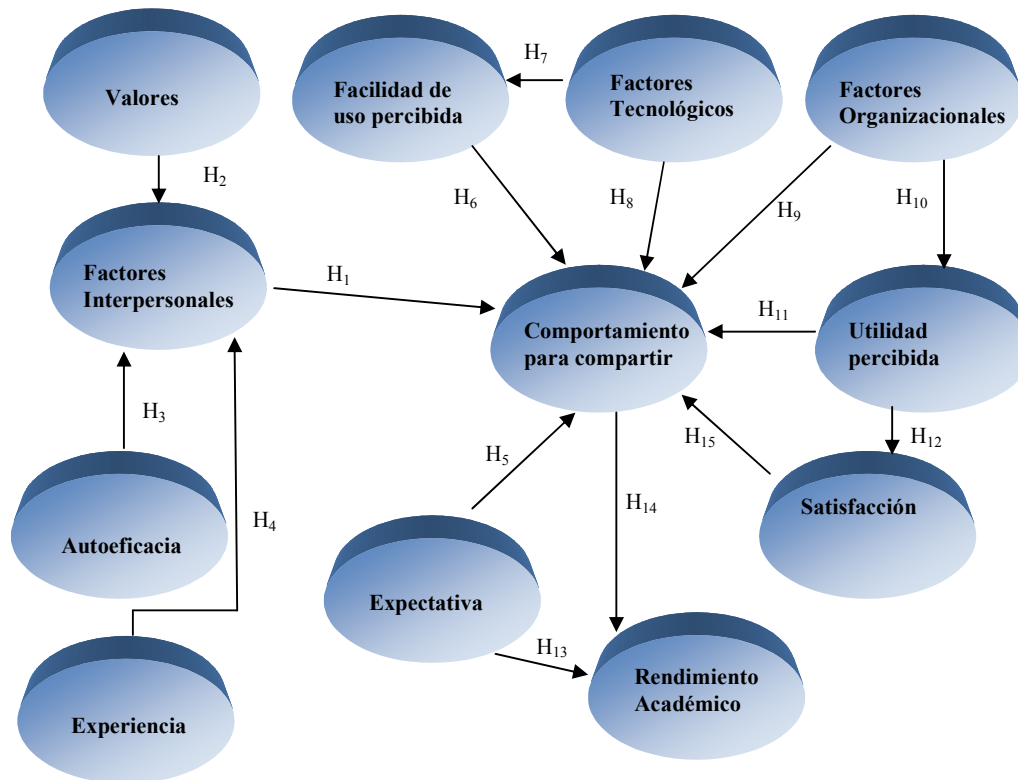 Valores
Facilidad de
uso percibida
H₇
Factores
Tecnológicos
Factores
Organizacionales
H₂
H₆
H₈
H₉
H₁₀
Factores
Interpersonales
H₁
Comportamiento
para compartir
H₁₁
Utilidad
percibida
H₃
H₅
H₁₅
H₁₂
H₄
H₁₄
Satisfacción
Autoeficacia
Expectativa
H₁₃
Rendimiento
Académico
Experiencia